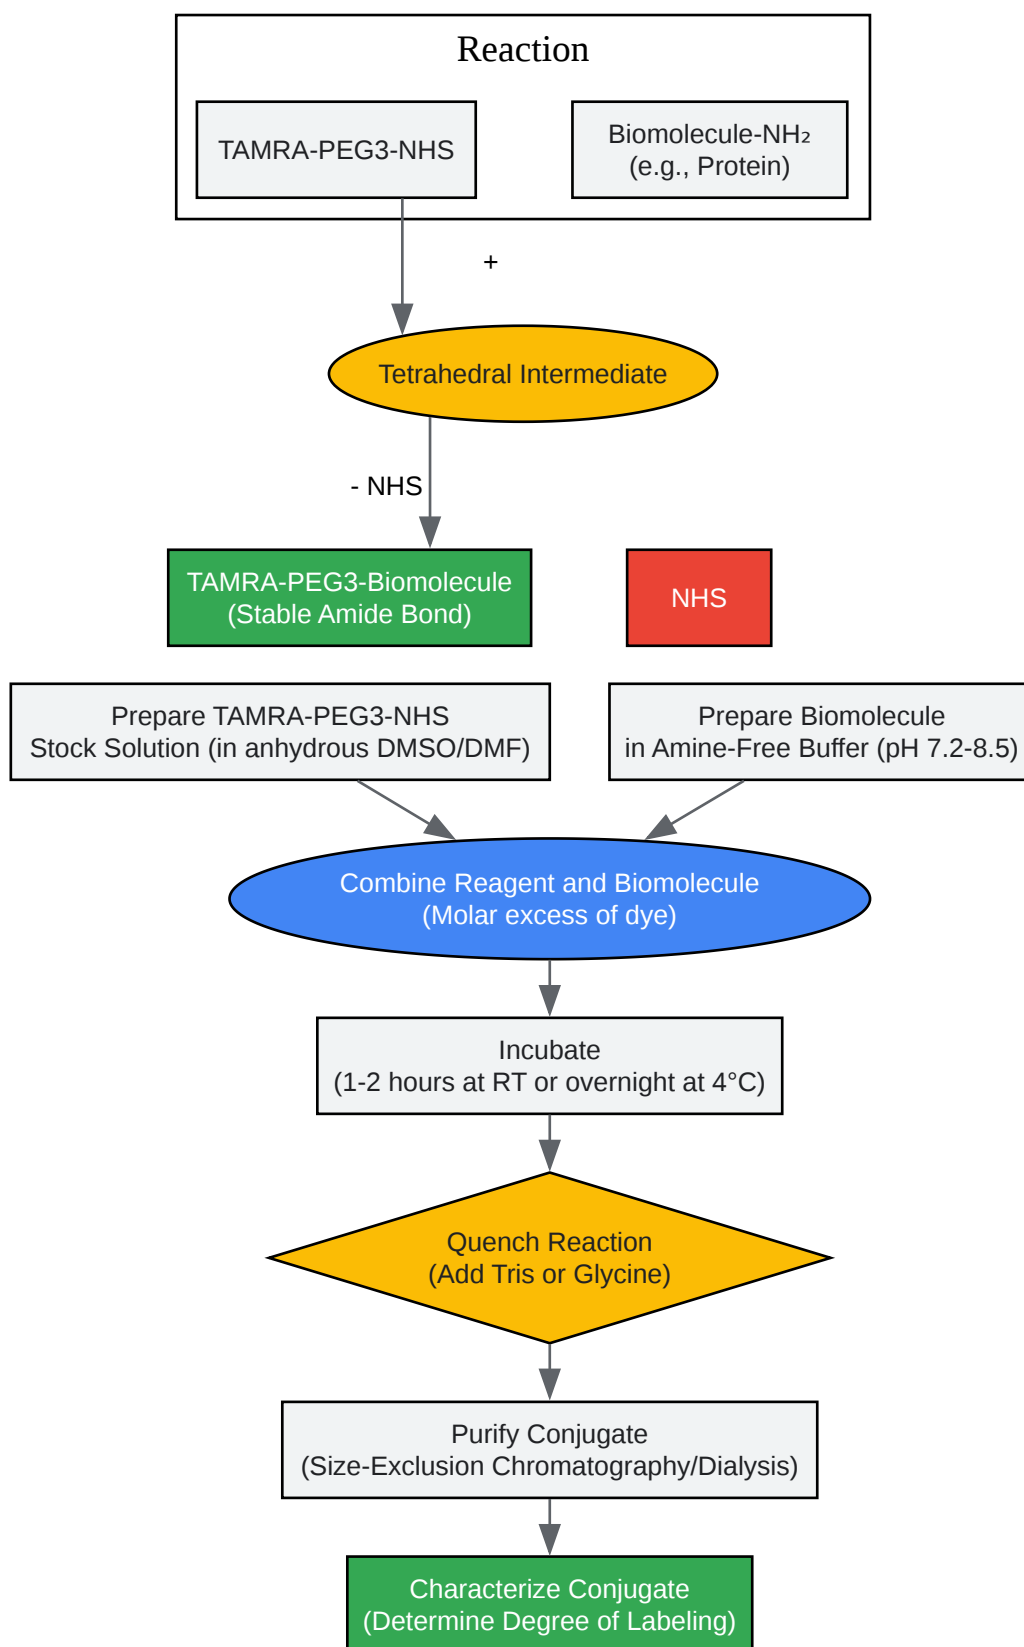 Reaction
TAMRA-PEG3-NHS
Biomolecule-NH₂
(e.g., Protein)
+
Tetrahedral Intermediate
- NHS
TAMRA-PEG3-Biomolecule
(Stable Amide Bond)
NHS
Prepare TAMRA-PEG3-NHS
Stock Solution (in anhydrous DMSO/DMF)
Prepare Biomolecule
in Amine-Free Buffer (pH 7.2-8.5)
Combine Reagent and Biomolecule
(Molar excess of dye)
Incubate
(1-2 hours at RT or overnight at 4°C)
Quench Reaction
(Add Tris or Glycine)
Purify Conjugate
(Size-Exclusion Chromatography/Dialysis)
Characterize Conjugate
(Determine Degree of Labeling)